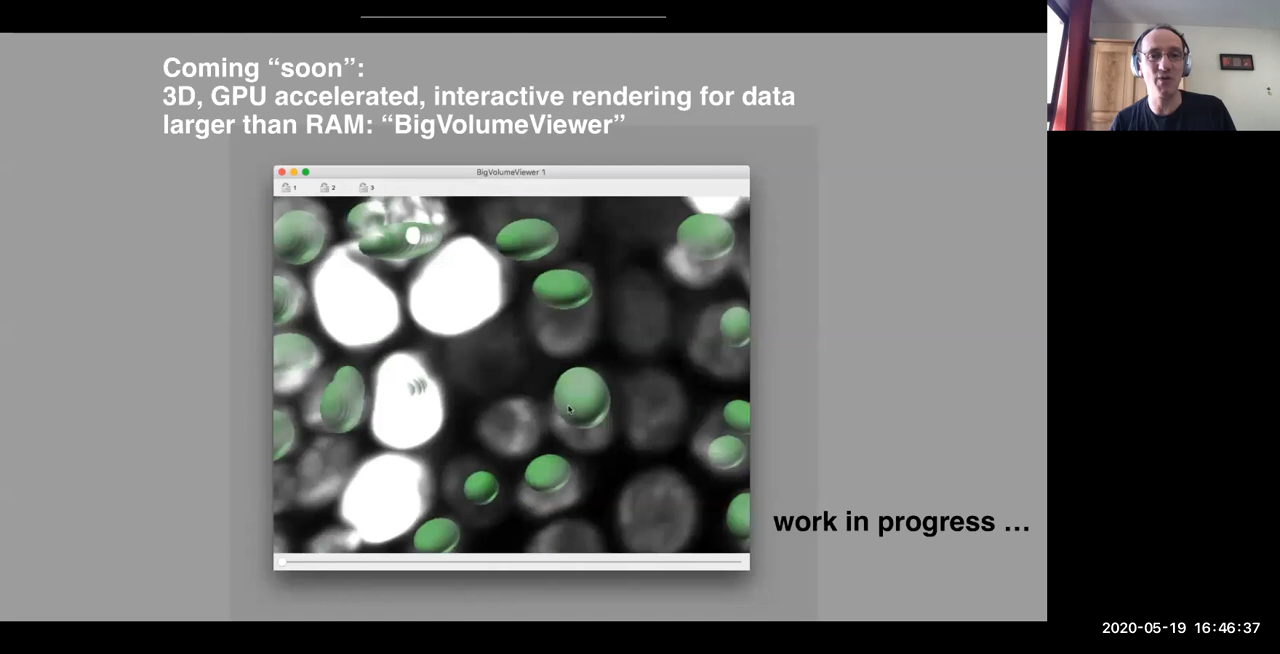 Coming “soon”:
3D, GPU accelerated, interactive rendering for data
larger than RAM: “BigVolumeViewer”
BigVolumeViewer 1
1 2 3
work in progress …
2020-05-19 16:46:37